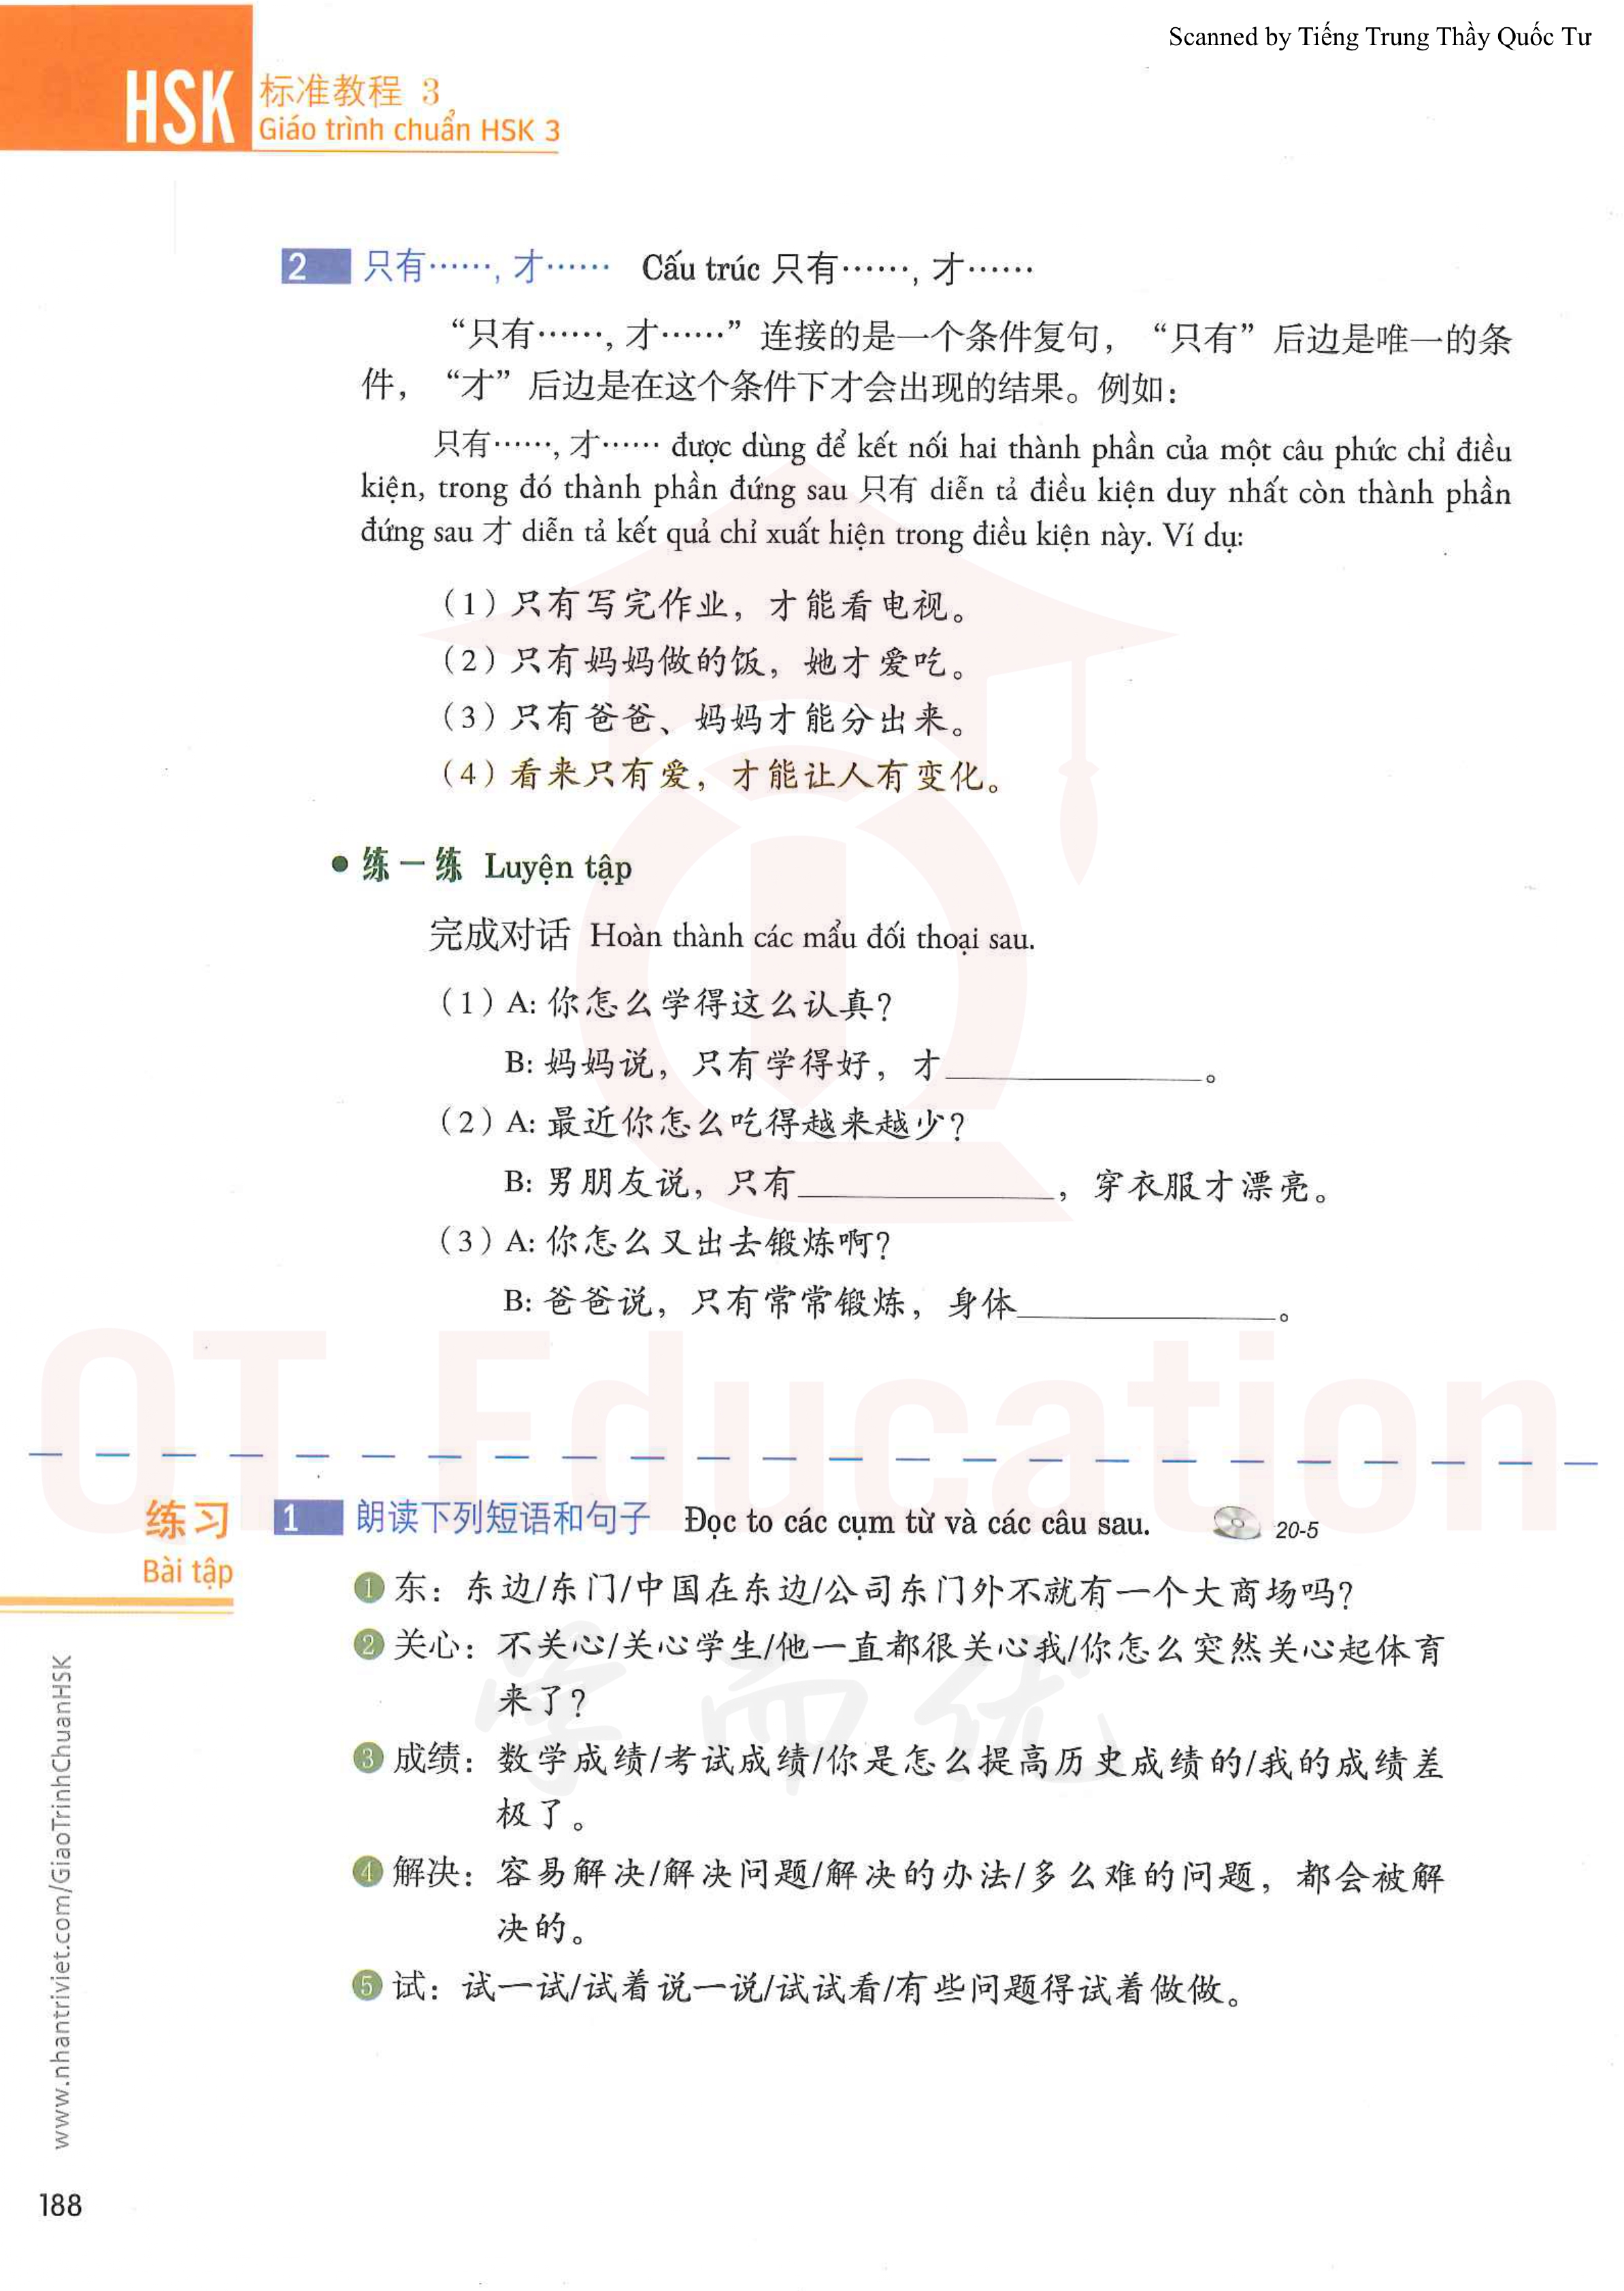 Scanned by Tiếng Trung Thầy Quốc Tư
HSK 标准教程 3
Giáo trình chuẩn HSK 3
2 只有……, 才…… Cấu trúc 只有……, 才……
“只有……, 才……” 连接的是一个条件复句, “只有” 后边是唯一的条
件, “才” 后边是在这个条件下才会出现的结果。例如:
只有……, 才…… được dùng để kết nối hai thành phần của một câu phức chỉ điều
kiện, trong đó thành phần đứng sau 只有 diễn tả điều kiện duy nhất còn thành phần
đứng sau 才 diễn tả kết quả chỉ xuất hiện trong điều kiện này. Ví dụ:
(1) 只有写完作业, 才能看电视。
(2) 只有妈妈做的饭, 她才爱吃。
(3) 只有爸爸、妈妈才能分出来。
(4) 看来只有爱, 才能让人有变化。
• 练一练 Luyện tập
完成对话 Hoàn thành các mẩu đối thoại sau.
(1) A: 你怎么学得这么认真?
B: 妈妈说, 只有学得好, 才______________。
(2) A: 最近你怎么吃得越来越少?
B: 男朋友说, 只有______________, 穿衣服才漂亮。
(3) A: 你怎么又出去锻炼啊?
B: 爸爸说, 只有常常锻炼, 身体______________。
QT Education
练习
Bài tập
1 朗读下列短语和句子 Đọc to các cụm từ và các câu sau. 20-5
1 东: 东边/东门/中国在东边/公司东门外不就有一个大商场吗?
2 关心: 不关心/关心学生/他一直都很关心我/你怎么突然关心起体育
来了?
3 成绩: 数学成绩/考试成绩/你是怎么提高历史成绩的/我的成绩差
极了。
4 解决: 容易解决/解决问题/解决的办法/多么难的问题, 都会被解
决的。
5 试: 试一试/试着说一说/试试看/有些问题得试着做做。
学而优
www.nhantriviet.com/GiaoTrinhChuanHSK
188